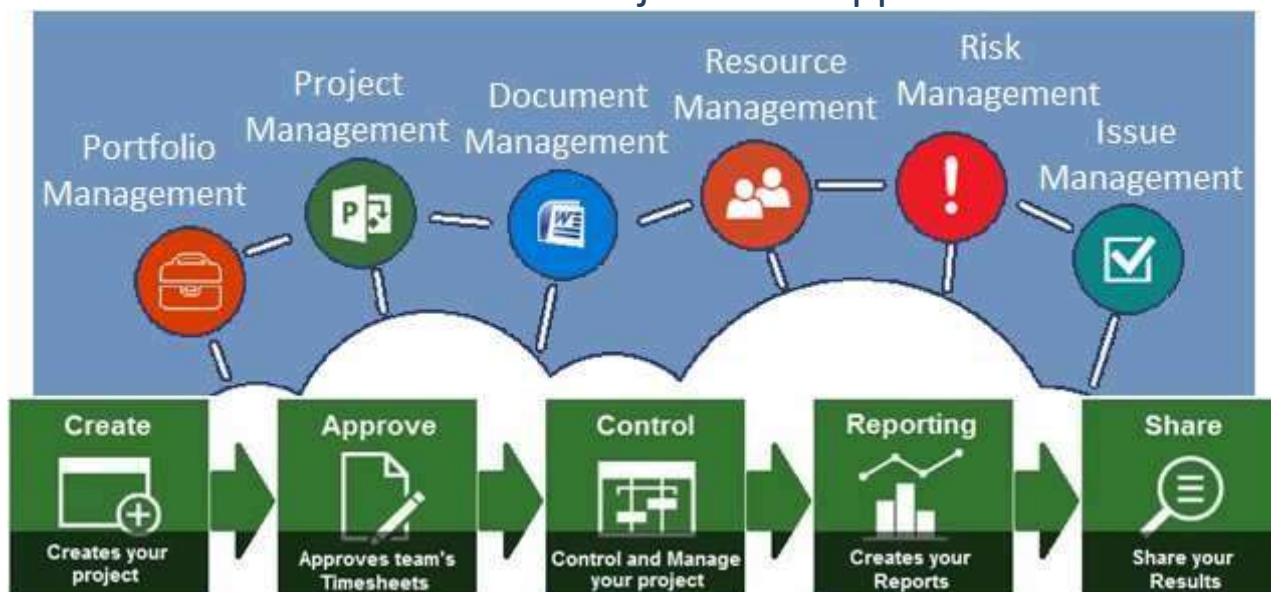 Portfolio
Management
Project
Management
Document
Management
Resource
Management
Risk
Management
Issue
Management
P
W
Create
Creates your
project
Approve
Approves team's
Timesheets
Control
Control and Manage
your project
Reporting
Creates your
Reports
Share
Share your
Results